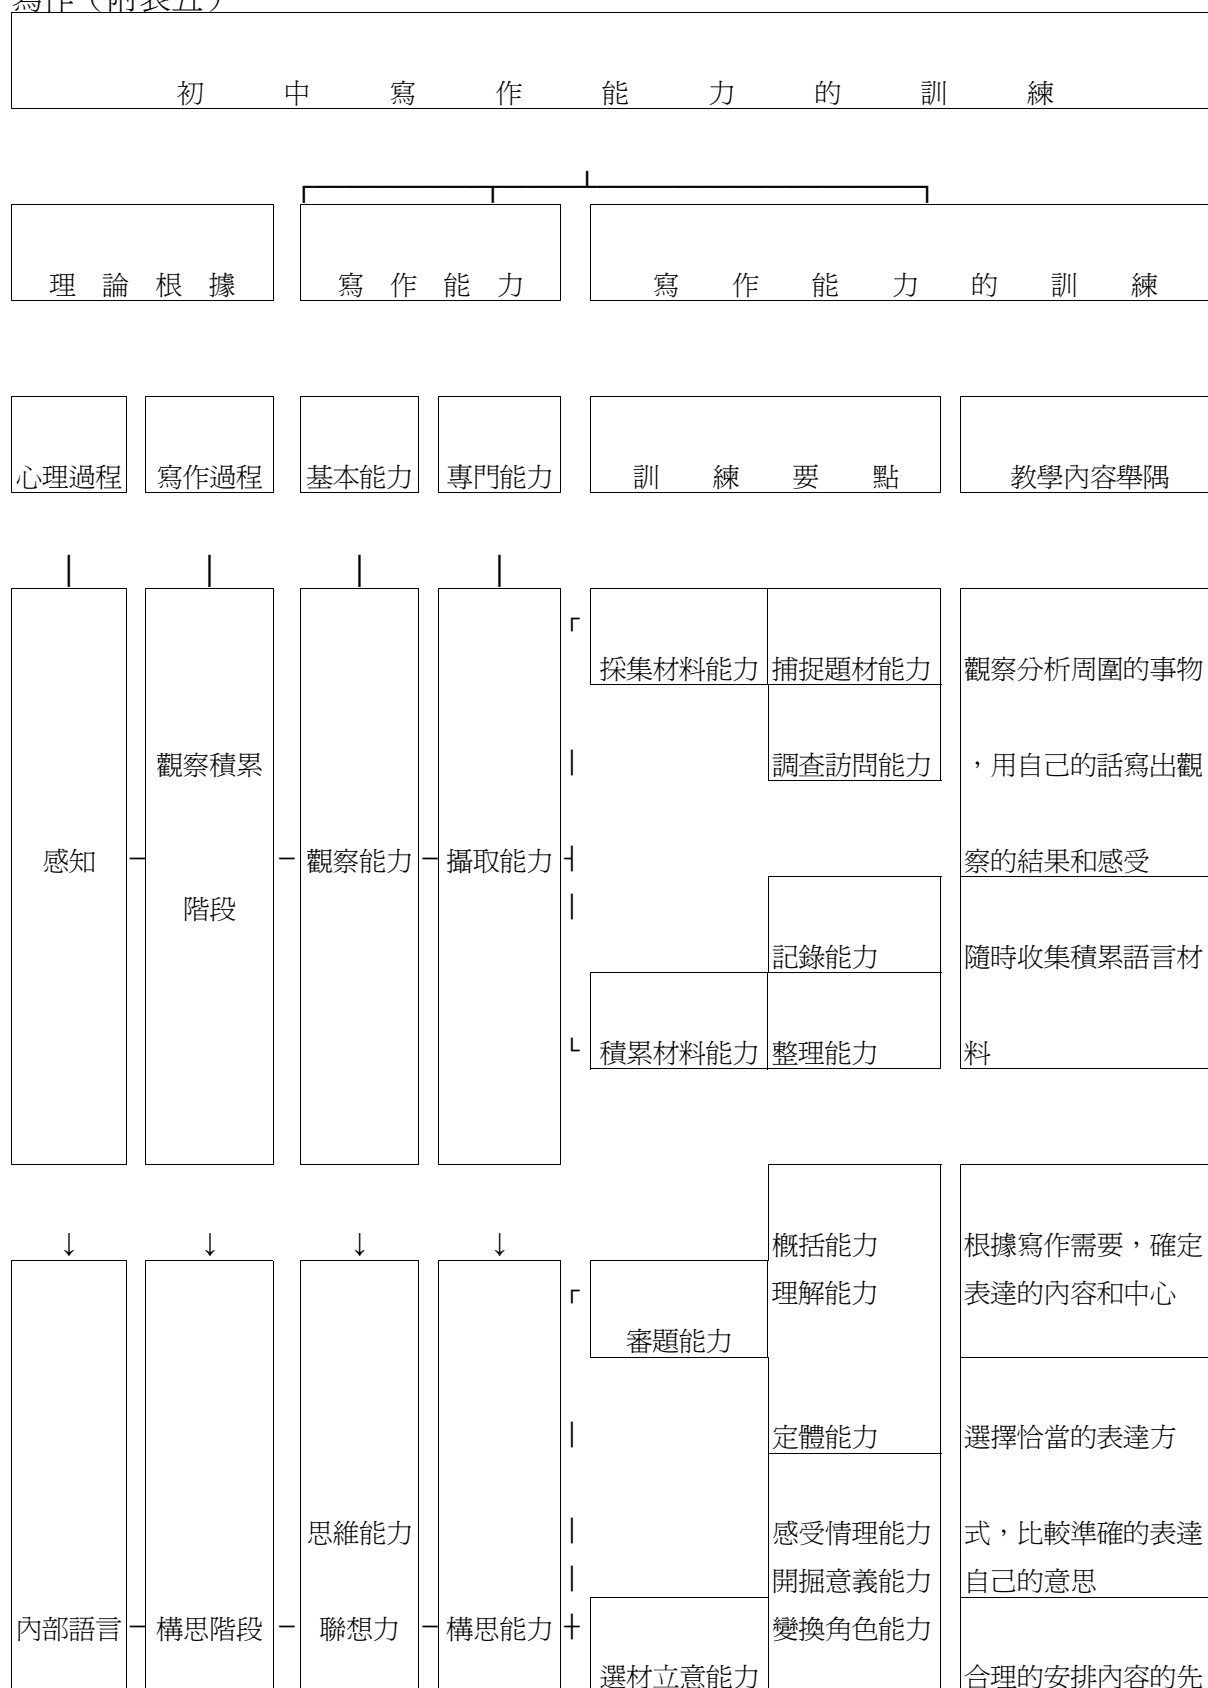 寫作（附表五）
初中寫作能力的訓練
理論根據 寫作能力 寫作能力的訓練
心理過程 寫作過程 基本能力 專門能力 訓練要點 教學內容舉隅
採集材料能力 捕捉題材能力 觀察分析周圍的事物
觀察積累 調查訪問能力 ，用自己的話寫出觀
感知 觀察能力 攝取能力 察的結果和感受
階段
記錄能力 隨時收集積累語言材
積累材料能力 整理能力 料
↓ ↓ ↓ ↓ 概括能力 根據寫作需要，確定
理解能力 表達的內容和中心
審題能力
定體能力 選擇恰當的表達方
思維能力 感受情理能力 式，比較準確的表達
開掘意義能力 自己的意思
內部語言 構思階段 聯想力 構思能力 變換角色能力
選材立意能力 合理的安排內容的先